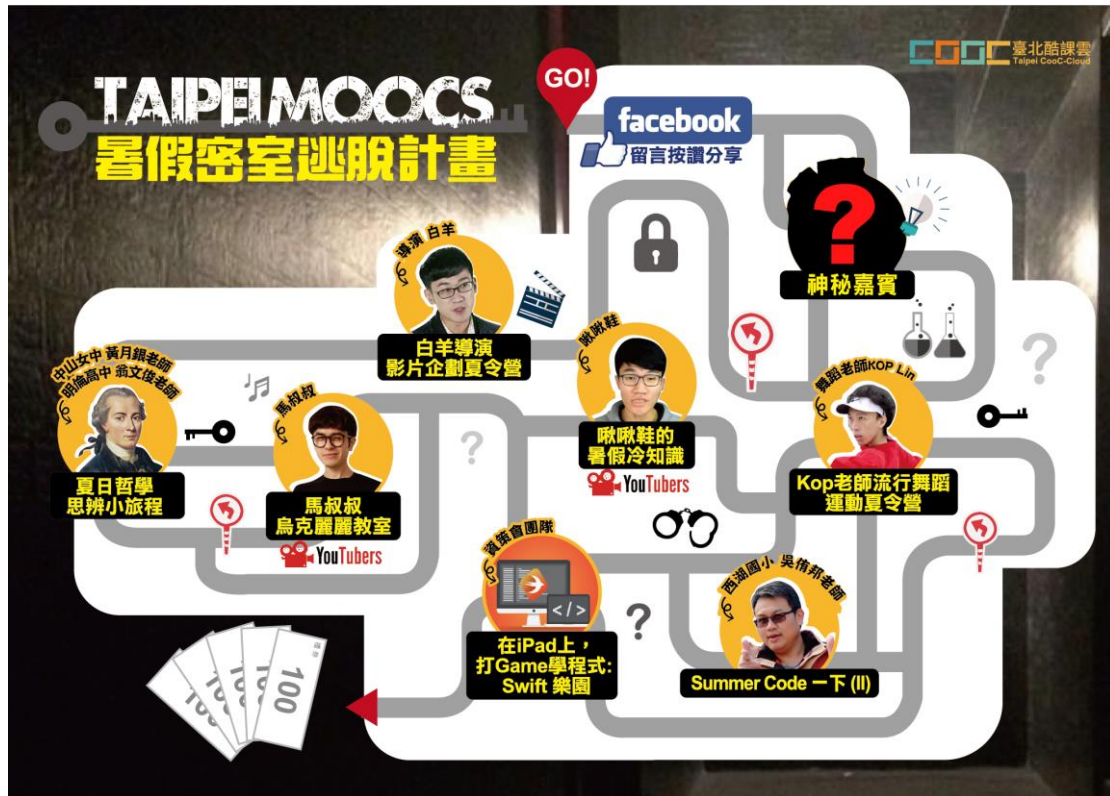 COOC 臺北酷課雲
Taipei CooC-Cloud
TAIPEI MOOCS
暑假密室逃脫計畫
GO!
facebook
留言按讚分享
?
神秘嘉賓
導演 白羊
白羊導演
影片企劃夏令營
啾啾鞋
啾啾鞋的
暑假冷知識
YouTubers
舞蹈老師KOP Lin
Kop老師流行舞蹈
運動夏令營
?
中山女中 黃月銀老師
明倫高中 翁文俊老師
夏日哲學
思辨小旅程
馬叔叔
馬叔叔
烏克麗麗教室
YouTubers
?
資策會團隊
</>
在iPad上，
打Game學程式:
Swift 樂園
?
西湖國小 吳侑邦老師
Summer Code 一下 (II)
100
100
100
100
100